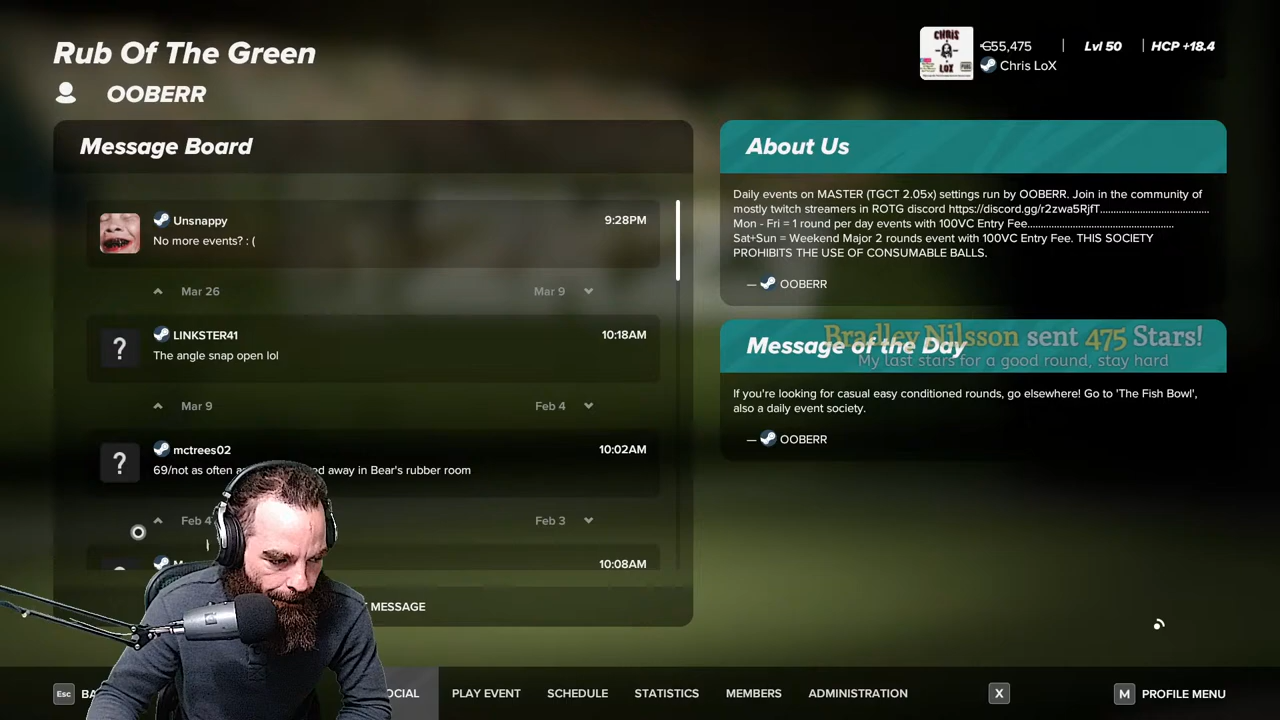 Rub Of The Green
OOBERR
CHRIS
LOX
55,475
Lvl 50
HCP +18.4
Chris LoX
Message Board
Unsnappy
9:28PM
No more events? : (
Mar 26
Mar 9
LINKSTER41
10:18AM
The angle snap open lol
Mar 9
Feb 4
mctrees02
10:02AM
69/not as often a
ed away in Bear's rubber room
Feb 4
Feb 3
10:08AM
MESSAGE
About Us
Daily events on MASTER (TGCT 2.05x) settings run by OOBERR. Join in the community of
mostly twitch streamers in ROTG discord https://discord.gg/r2zwa5RjfT.......................................
Mon - Fri = 1 round per day events with 100VC Entry Fee....................................................
Sat+Sun = Weekend Major 2 rounds event with 100VC Entry Fee. THIS SOCIETY
PROHIBITS THE USE OF CONSUMABLE BALLS.
— OOBERR
Bradley Nilsson sent 475 Stars!
Message of the Day
My last stars for a good round, stay hard
If you're looking for casual easy conditioned rounds, go elsewhere! Go to 'The Fish Bowl',
also a daily event society.
— OOBERR
Esc
BA
OCIAL
PLAY EVENT
SCHEDULE
STATISTICS
MEMBERS
ADMINISTRATION
X
M
PROFILE MENU